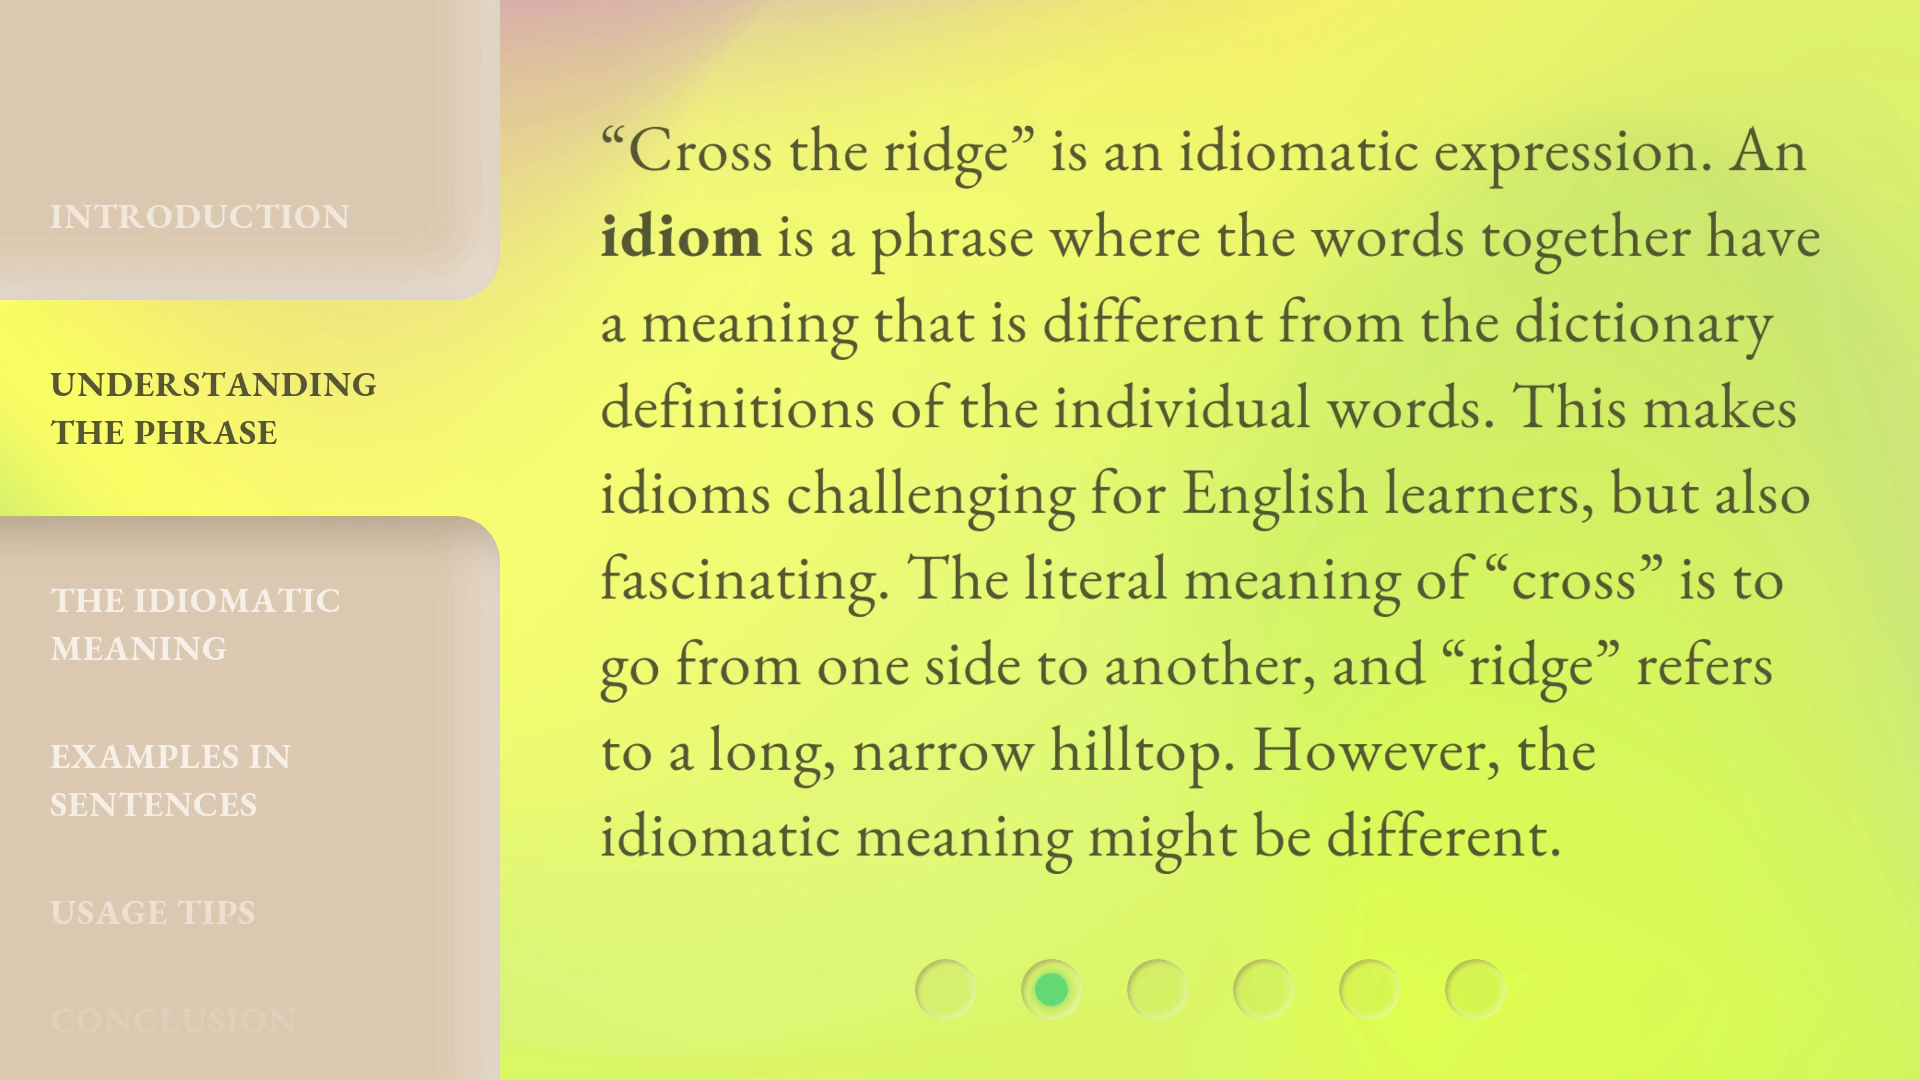 INTRODUCTION
UNDERSTANDING
THE PHRASE
THE IDIOMATIC
MEANING
EXAMPLES IN
SENTENCES
USAGE TIPS
CONCLUSION
“Cross the ridge” is an idiomatic expression. An
idiom is a phrase where the words together have
a meaning that is different from the dictionary
definitions of the individual words. This makes
idioms challenging for English learners, but also
fascinating. The literal meaning of “cross” is to
go from one side to another, and “ridge” refers
to a long, narrow hilltop. However, the
idiomatic meaning might be different.